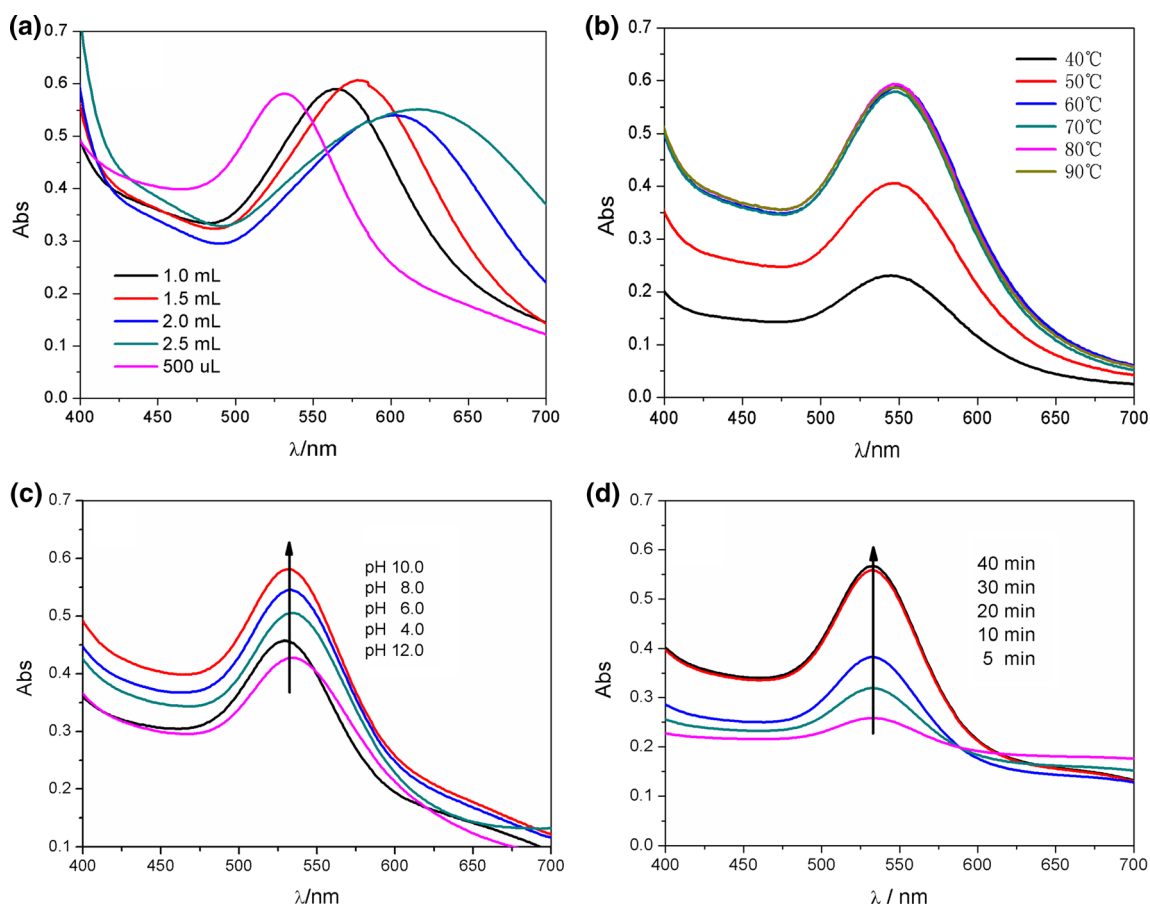 (a)
0.7
0.6
0.5
0.4
0.3
0.2
0.1
0.0
Abs
1.0 mL
1.5 mL
2.0 mL
2.5 mL
500 uL
400
450
500
550
600
650
700
λ/nm
(b)
0.7
0.6
0.5
0.4
0.3
0.2
0.1
0.0
Abs
40℃
50℃
60℃
70℃
80℃
90℃
400
450
500
550
600
650
700
λ/nm
(c)
0.7
0.6
0.5
0.4
0.3
0.2
0.1
Abs
pH 10.0
pH 8.0
pH 6.0
pH 4.0
pH 12.0
400
450
500
550
600
650
700
λ/nm
(d)
0.7
0.6
0.5
0.4
0.3
0.2
0.1
0.0
Abs
40 min
30 min
20 min
10 min
5 min
400
450
500
550
600
650
700
λ / nm